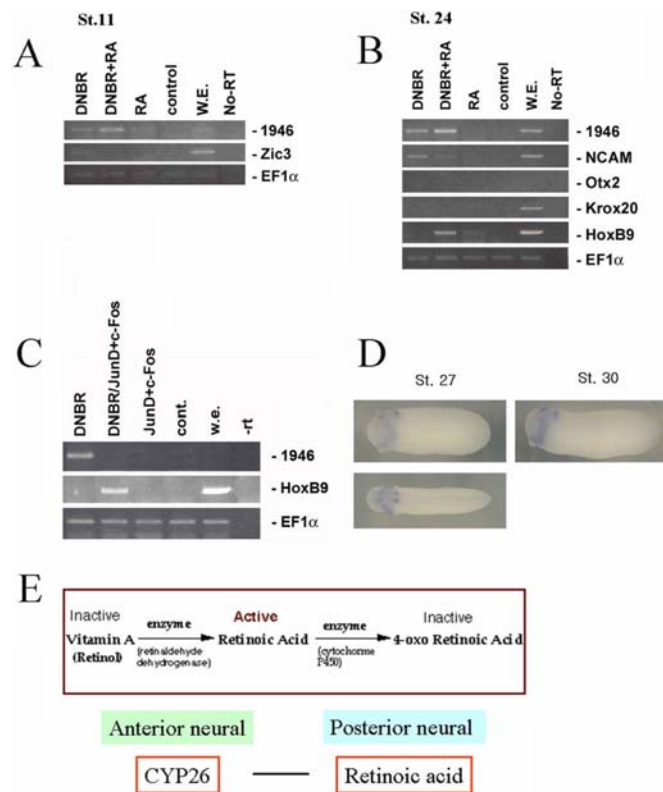 St.11
A
DNBR
DNBR+RA
RA
control
W.E.
No-RT
- 1946
- Zic3
- EF1α
St. 24
B
DNBR
DNBR+RA
RA
control
W.E.
No-RT
- 1946
- NCAM
- Otx2
- Krox20
- HoxB9
- EF1α
C
DNBR
DNBR/JunD+c-Fos
JunD+c-Fos
cont.
w.e.
-rt
- 1946
- HoxB9
- EF1α
D
St. 27
St. 30
E
Inactive
Vitamin A
(Retinol)
enzyme
(retinaldehyde
dehydrogenase)
Active
Retinoic Acid
enzyme
(cytochorme
P450)
Inactive
4-oxo Retinoic Acid
Anterior neural
Posterior neural
CYP26
Retinoic acid